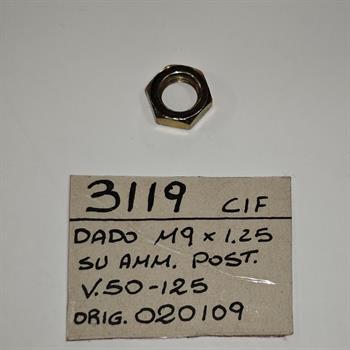 3119 CIF
DADO M9 x 1.25
SU AMM. POST.
V.50-125
ORIG. 020109